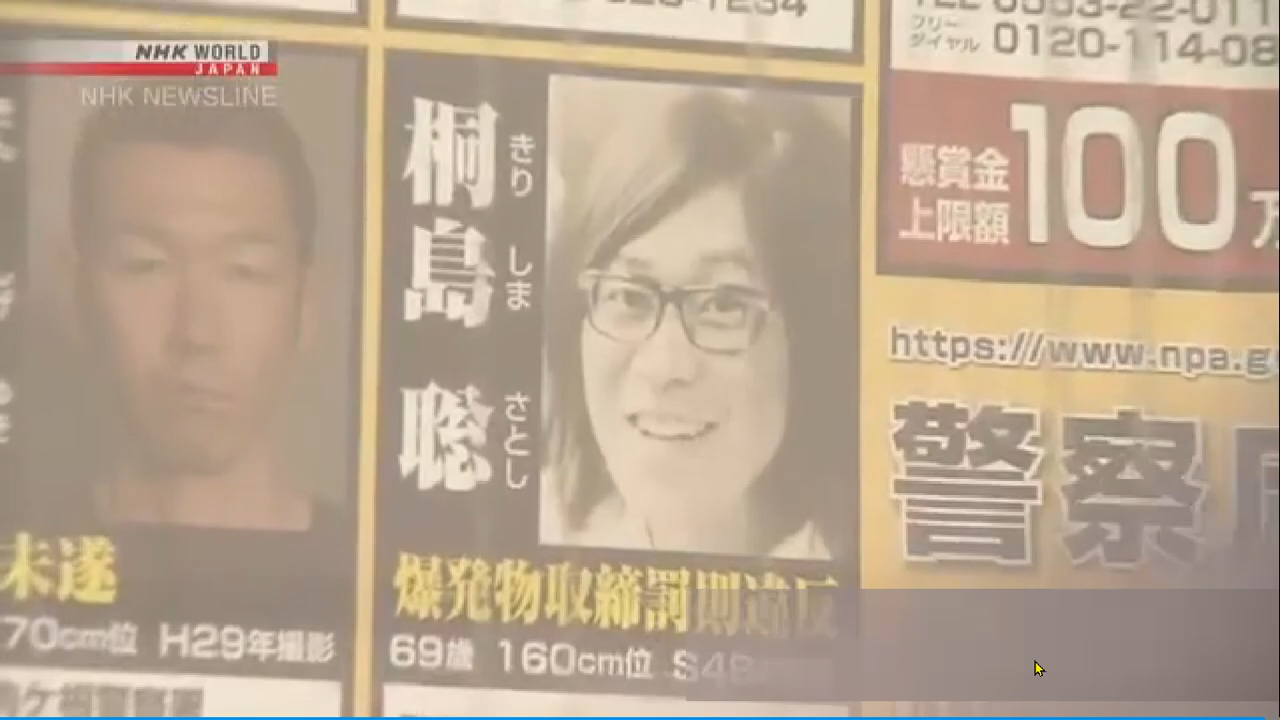 NHK WORLD
JAPAN
NHK NEWSLINE
未遂
70cm位 H29年撮影
桐島 聡
きり しま さとし
爆発物取締罰則違反
69歳 160cm位
フリー
ダイヤル 0120-114-08
懸賞金
上限額
100
https://www.npa.g
警察